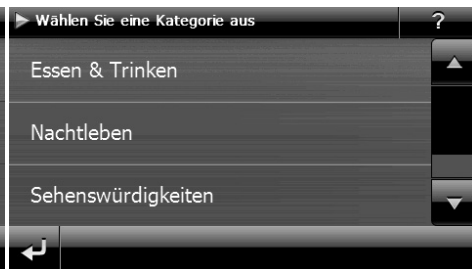 Wählen Sie eine Kategorie aus ?
Essen & Trinken
Nachtleben
Sehenswürdigkeiten